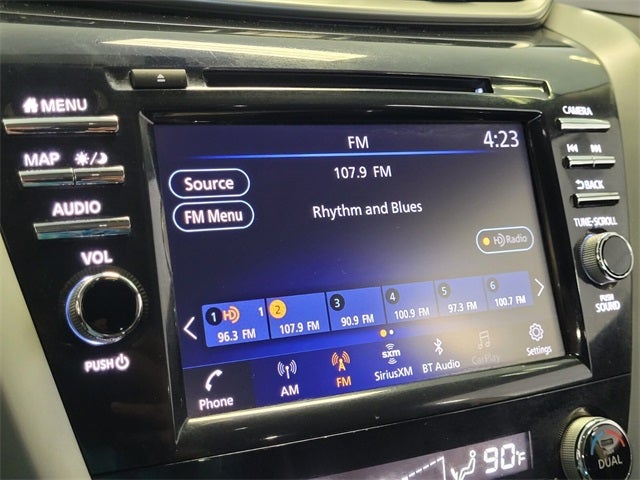 MENU
MAP
AUDIO
VOL
PUSH
FM
4:23
107.9 FM
Source
FM Menu
Rhythm and Blues
HD Radio
1 HD 1
96.3 FM
2
107.9 FM
3
90.9 FM
4
100.9 FM
5
97.3 FM
6
100.7 FM
Phone
AM
FM
sxm
SiriusXM
BT Audio
CarPlay
Settings
CAMERA
BACK
TUNE-SCROLL
PUSH
SOUND
90°F
DUAL